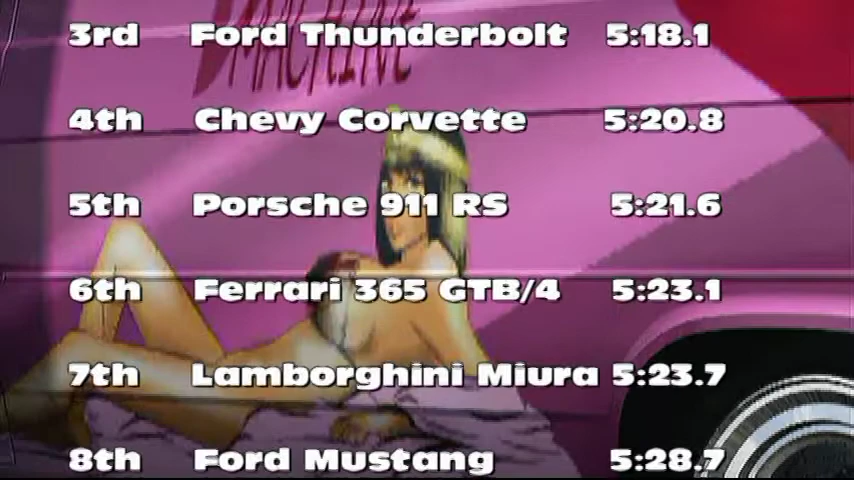 MACHINE
3rd Ford Thunderbolt 5:18.1
4th Chevy Corvette 5:20.8
5th Porsche 911 RS 5:21.6
6th Ferrari 365 GTB/4 5:23.1
7th Lamborghini Miura 5:23.7
8th Ford Mustang 5:28.7